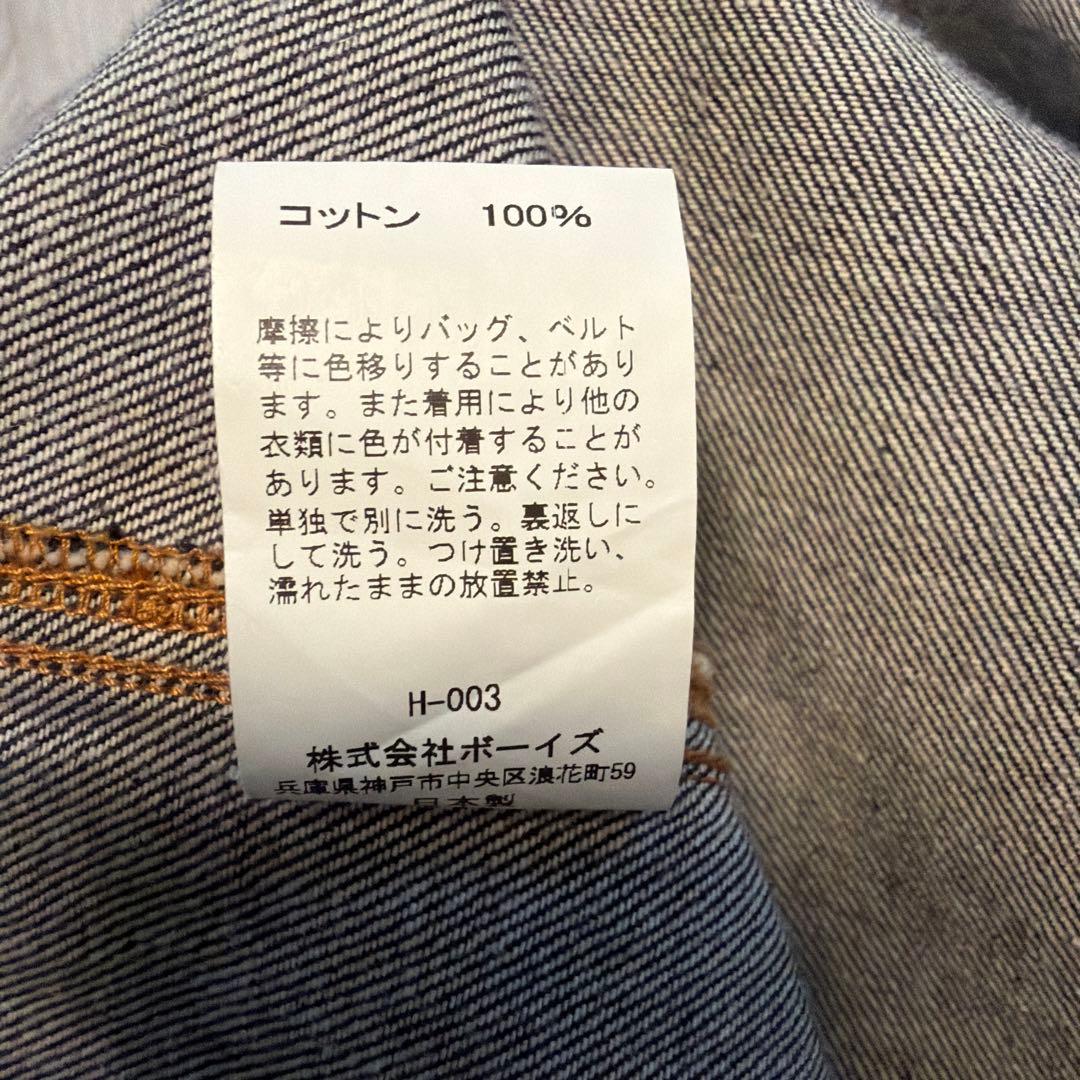 コットン 100%
摩擦によりバッグ、ベルト
等に色移りすることがあり
ます。また着用により他の
衣類に色が付着することが
あります。ご注意ください。
単独で別に洗う。裏返しに
して洗う。つけ置き洗い、
濡れたままの放置禁止。
H-003
株式会社ボーイズ
兵庫県神戸市中央区浪花町59
日本製